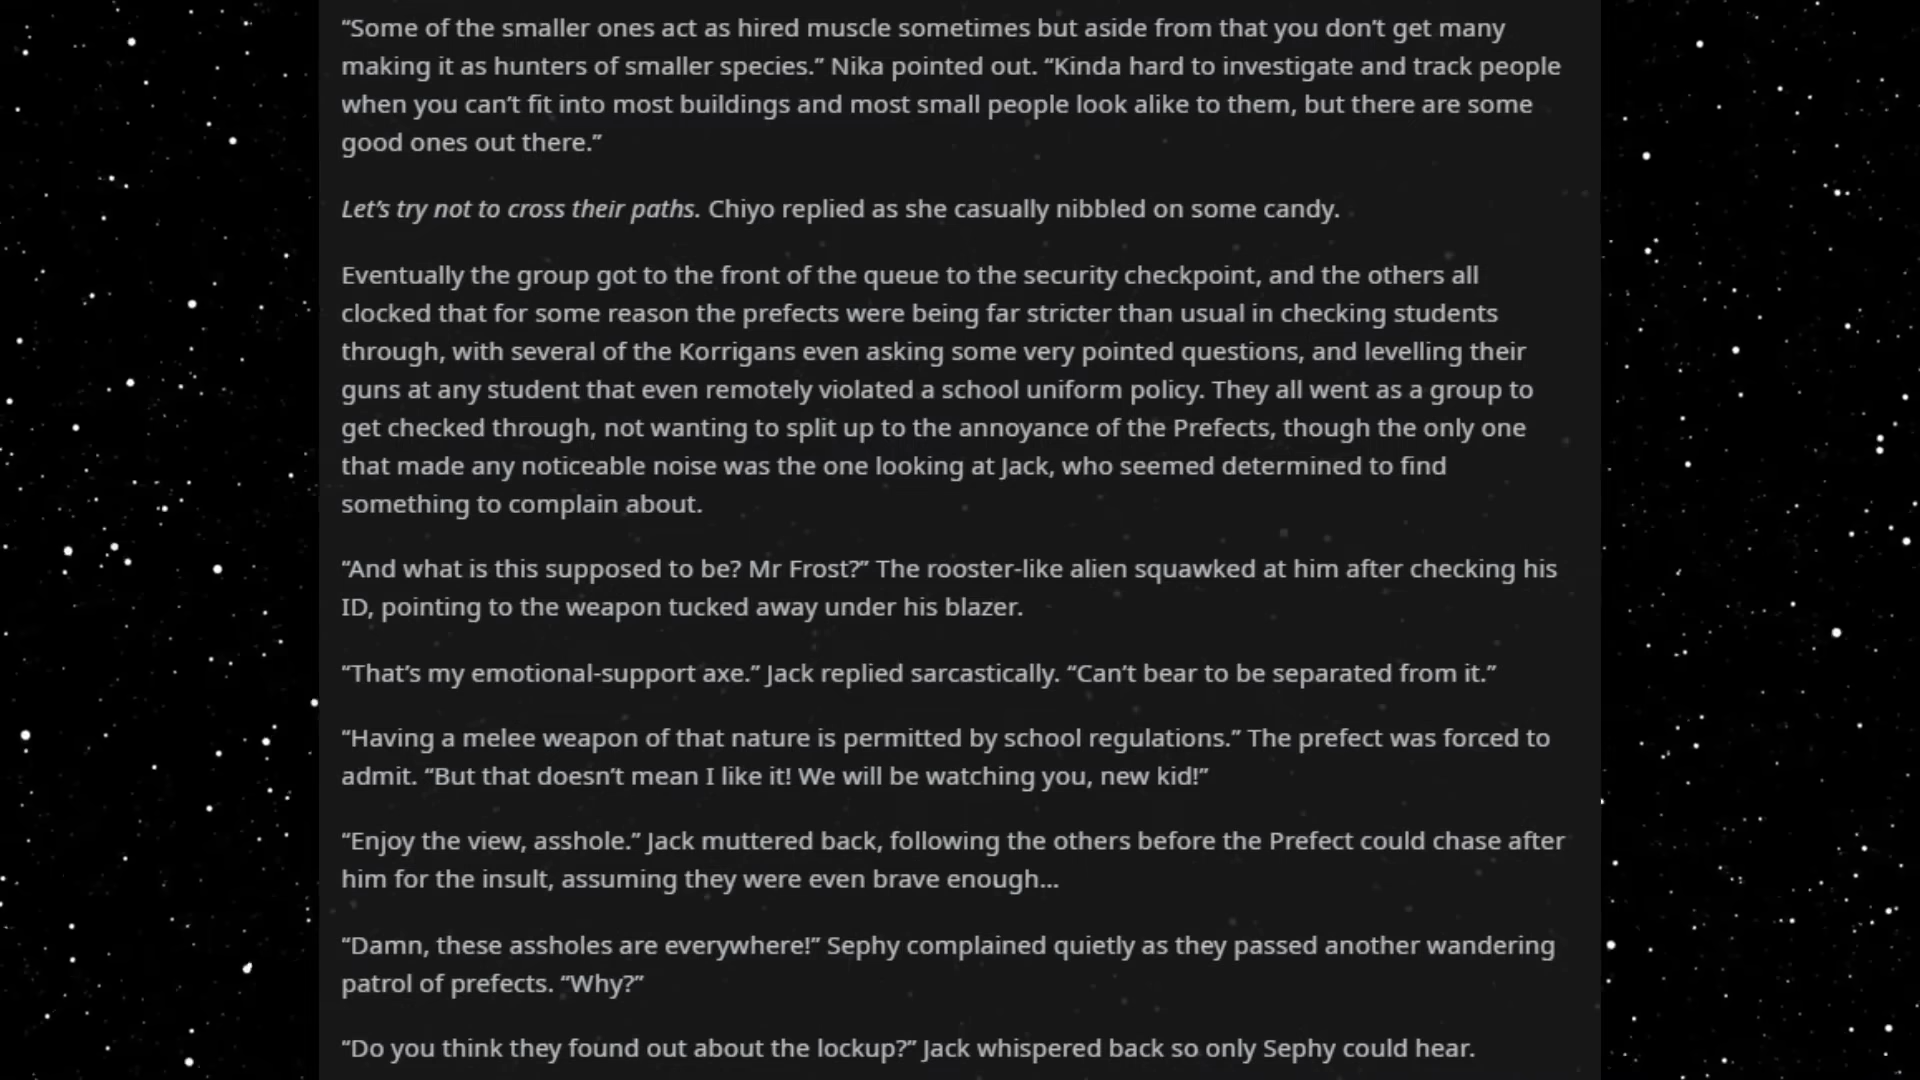 “Some of the smaller ones act as hired muscle sometimes but aside from that you don’t get many
making it as hunters of smaller species.” Nika pointed out. “Kinda hard to investigate and track people
when you can’t fit into most buildings and most small people look alike to them, but there are some
good ones out there.”
Let’s try not to cross their paths. Chiyo replied as she casually nibbled on some candy.
Eventually the group got to the front of the queue to the security checkpoint, and the others all
clocked that for some reason the prefects were being far stricter than usual in checking students
through, with several of the Korrigans even asking some very pointed questions, and levelling their
guns at any student that even remotely violated a school uniform policy. They all went as a group to
get checked through, not wanting to split up to the annoyance of the Prefects, though the only one
that made any noticeable noise was the one looking at Jack, who seemed determined to find
something to complain about.
“And what is this supposed to be? Mr Frost?” The rooster-like alien squawked at him after checking his
ID, pointing to the weapon tucked away under his blazer.
“That’s my emotional-support axe.” Jack replied sarcastically. “Can’t bear to be separated from it.”
“Having a melee weapon of that nature is permitted by school regulations.” The prefect was forced to
admit. “But that doesn’t mean I like it! We will be watching you, new kid!”
“Enjoy the view, asshole.” Jack muttered back, following the others before the Prefect could chase after
him for the insult, assuming they were even brave enough…
“Damn, these assholes are everywhere!” Sephy complained quietly as they passed another wandering
patrol of prefects. “Why?”
“Do you think they found out about the lockup?” Jack whispered back so only Sephy could hear.